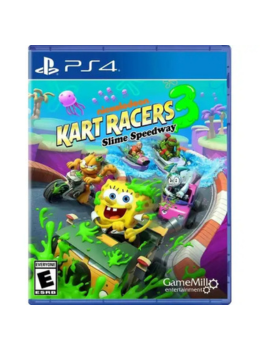 PS4
nickelodeon
KART RACERS 3
Slime Speedway
EVERYONE
E
ESRB
GameMill
entertainment